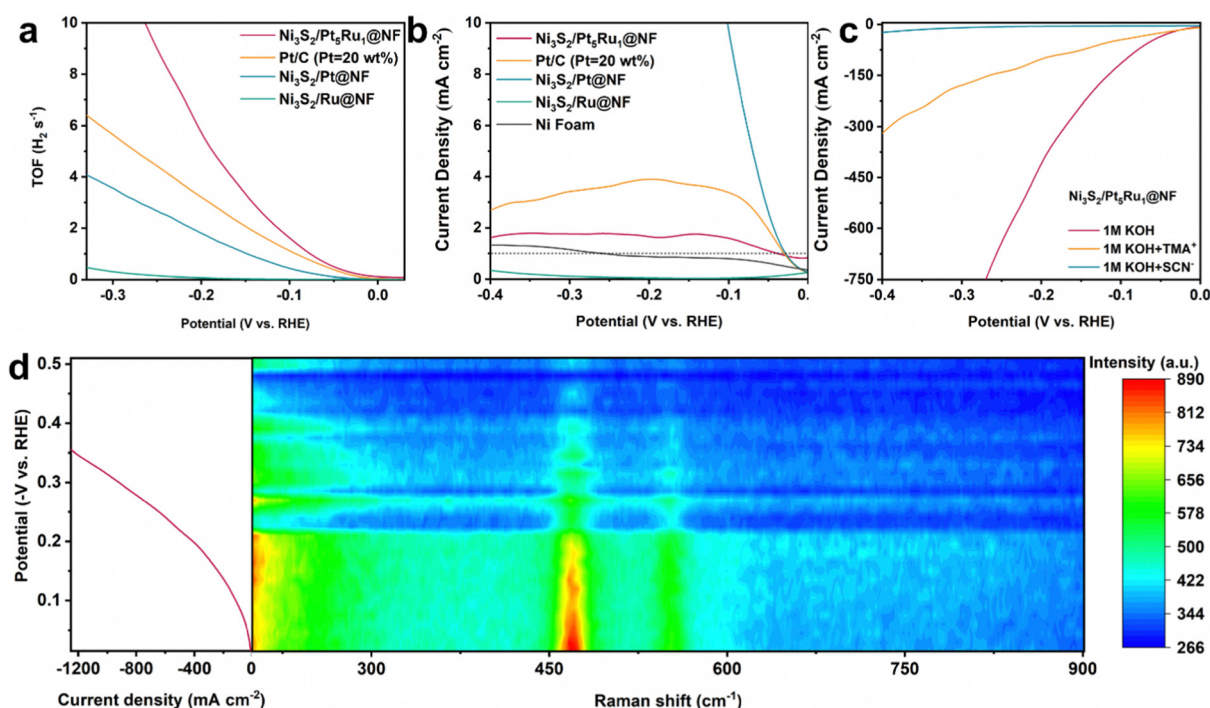 a
10
8
6
4
2
0
TOF (H₂ s⁻¹)
-0.3
-0.2
-0.1
0.0
Potential (V vs. RHE)
Ni₃S₂/Pt₅Ru₁@NF
Pt/C (Pt=20 wt%)
Ni₃S₂/Pt@NF
Ni₃S₂/Ru@NF
b
10
8
6
4
2
0
Current Density (mA cm⁻²)
-0.4
-0.3
-0.2
-0.1
0.
Potential (V vs. RHE)
Ni₃S₂/Pt₅Ru₁@NF
Pt/C (Pt=20 wt%)
Ni₃S₂/Pt@NF
Ni₃S₂/Ru@NF
Ni Foam
c
0
-150
-300
-450
-600
-750
Current Density (mA cm⁻²)
-0.4
-0.3
-0.2
-0.1
0.0
Potential (V vs. RHE)
Ni₃S₂/Pt₅Ru₁@NF
1M KOH
1M KOH+TMA⁺
1M KOH+SCN⁻
d
0.5
0.4
0.3
0.2
0.1
Potential (-V vs. RHE)
-1200
-800
-400
0
Current density (mA cm⁻²)
300
450
600
750
900
Raman shift (cm⁻¹)
Intensity (a.u.)
890
812
734
656
578
500
422
344
266